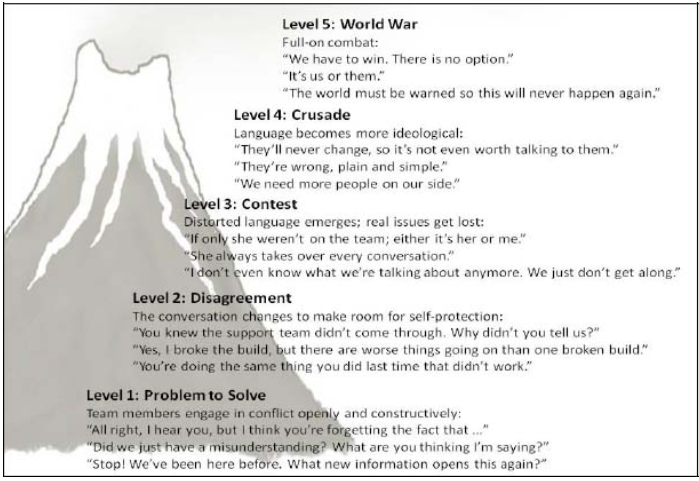 Level 5: World War
Full-on combat:
“We have to win. There is no option.”
“It’s us or them.”
“The world must be warned so this will never happen again.”
Level 4: Crusade
Language becomes more ideological:
“They’ll never change, so it’s not even worth talking to them.”
“They’re wrong, plain and simple.”
“We need more people on our side.”
Level 3: Contest
Distorted language emerges; real issues get lost:
“If only she weren’t on the team; either it’s her or me.”
“She always takes over every conversation.”
“I don’t even know what we’re talking about anymore. We just don’t get along.”
Level 2: Disagreement
The conversation changes to make room for self-protection:
“You knew the support team didn’t come through. Why didn’t you tell us?”
“Yes, I broke the build, but there are worse things going on than one broken build.”
“You’re doing the same thing you did last time that didn’t work.”
Level 1: Problem to Solve
Team members engage in conflict openly and constructively:
“All right, I hear you, but I think you’re forgetting the fact that ...”
“Did we just have a misunderstanding? What are you thinking I’m saying?”
“Stop! We’ve been here before. What new information opens this again?”